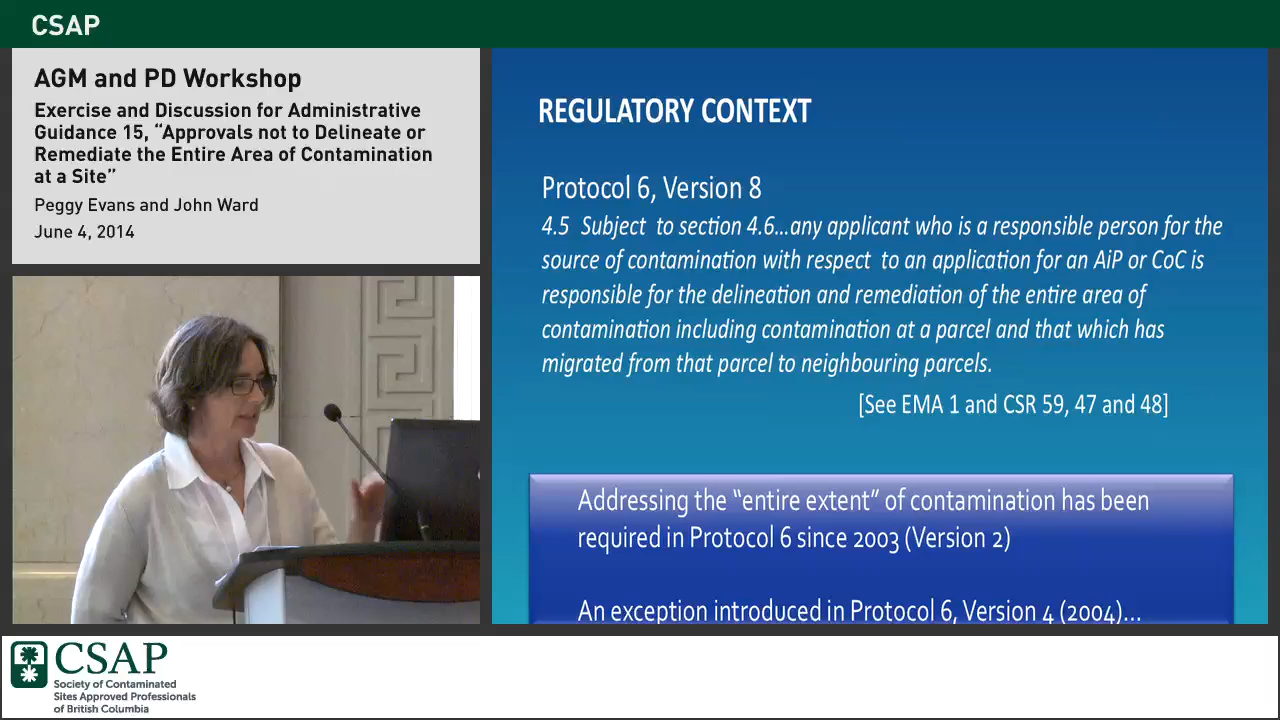 CSAP
AGM and PD Workshop
Exercise and Discussion for Administrative
Guidance 15, “Approvals not to Delineate or
Remediate the Entire Area of Contamination
at a Site”
Peggy Evans and John Ward
June 4, 2014
REGULATORY CONTEXT
Protocol 6, Version 8
4.5 Subject to section 4.6...any applicant who is a responsible person for the
source of contamination with respect to an application for an AiP or CoC is
responsible for the delineation and remediation of the entire area of
contamination including contamination at a parcel and that which has
migrated from that parcel to neighbouring parcels.
[See EMA 1 and CSR 59, 47 and 48]
Addressing the “entire extent” of contamination has been
required in Protocol 6 since 2003 (Version 2)
An exception introduced in Protocol 6, Version 4 (2004)...
CSAP
Society of Contaminated
Sites Approved Professionals
of British Columbia